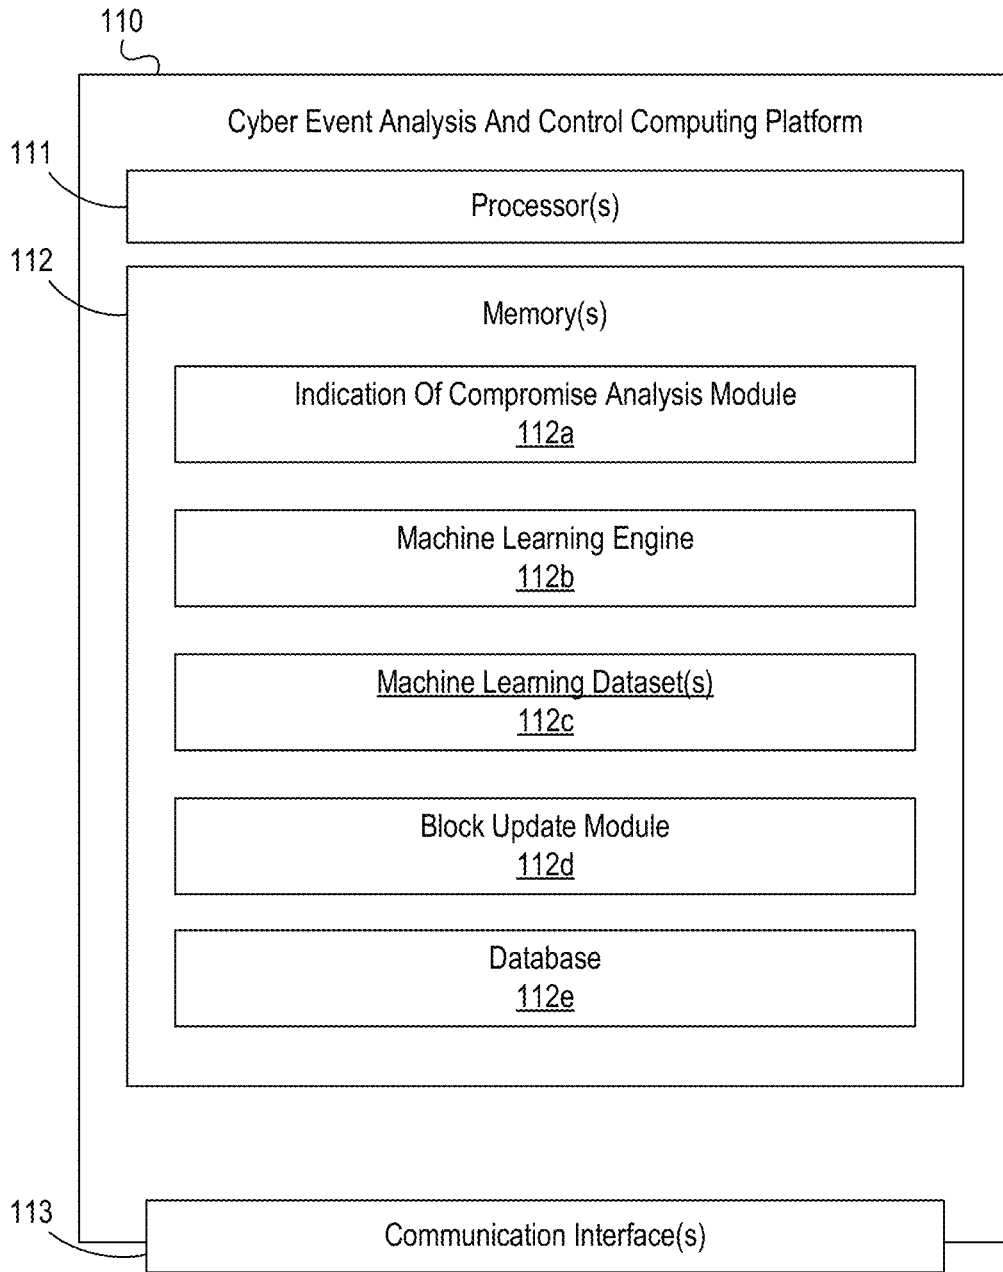 110
Cyber Event Analysis And Control Computing Platform
111
Processor(s)
112
Memory(s)
Indication Of Compromise Analysis Module
112a
Machine Learning Engine
112b
Machine Learning Dataset(s)
112c
Block Update Module
112d
Database
112e
113
Communication Interface(s)